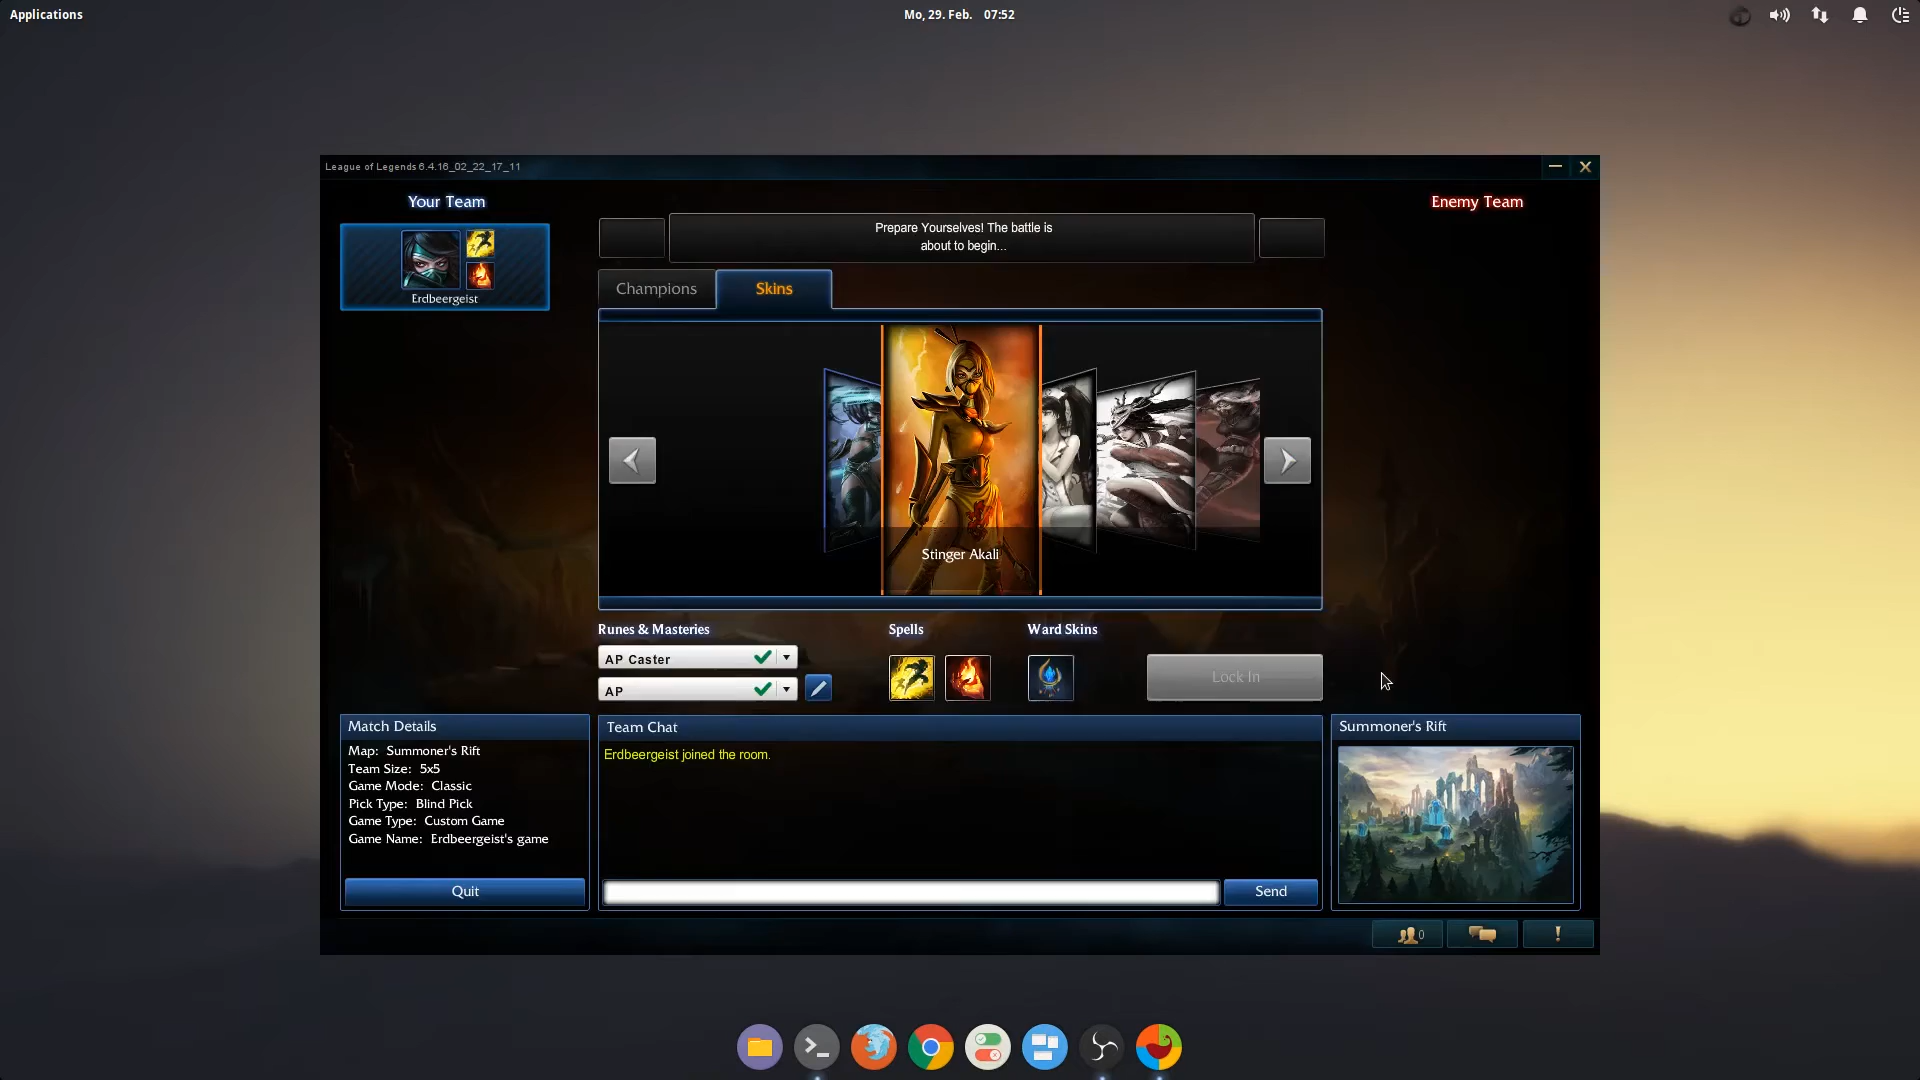 Applications
Mo, 29. Feb. 07:52
League of Legends 6.4.16_02_22_17_11
Your Team
Enemy Team
Prepare Yourselves! The battle is
about to begin...
Erdbeergeist
Champions
Skins
Stinger Akali
Runes & Masteries
Spells
Ward Skins
AP Caster
AP
Lock In
Match Details
Map: Summoner's Rift
Team Size: 5x5
Game Mode: Classic
Pick Type: Blind Pick
Game Type: Custom Game
Game Name: Erdbeergeist's game
Quit
Team Chat
Erdbeergeist joined the room.
Send
Summoner's Rift
0